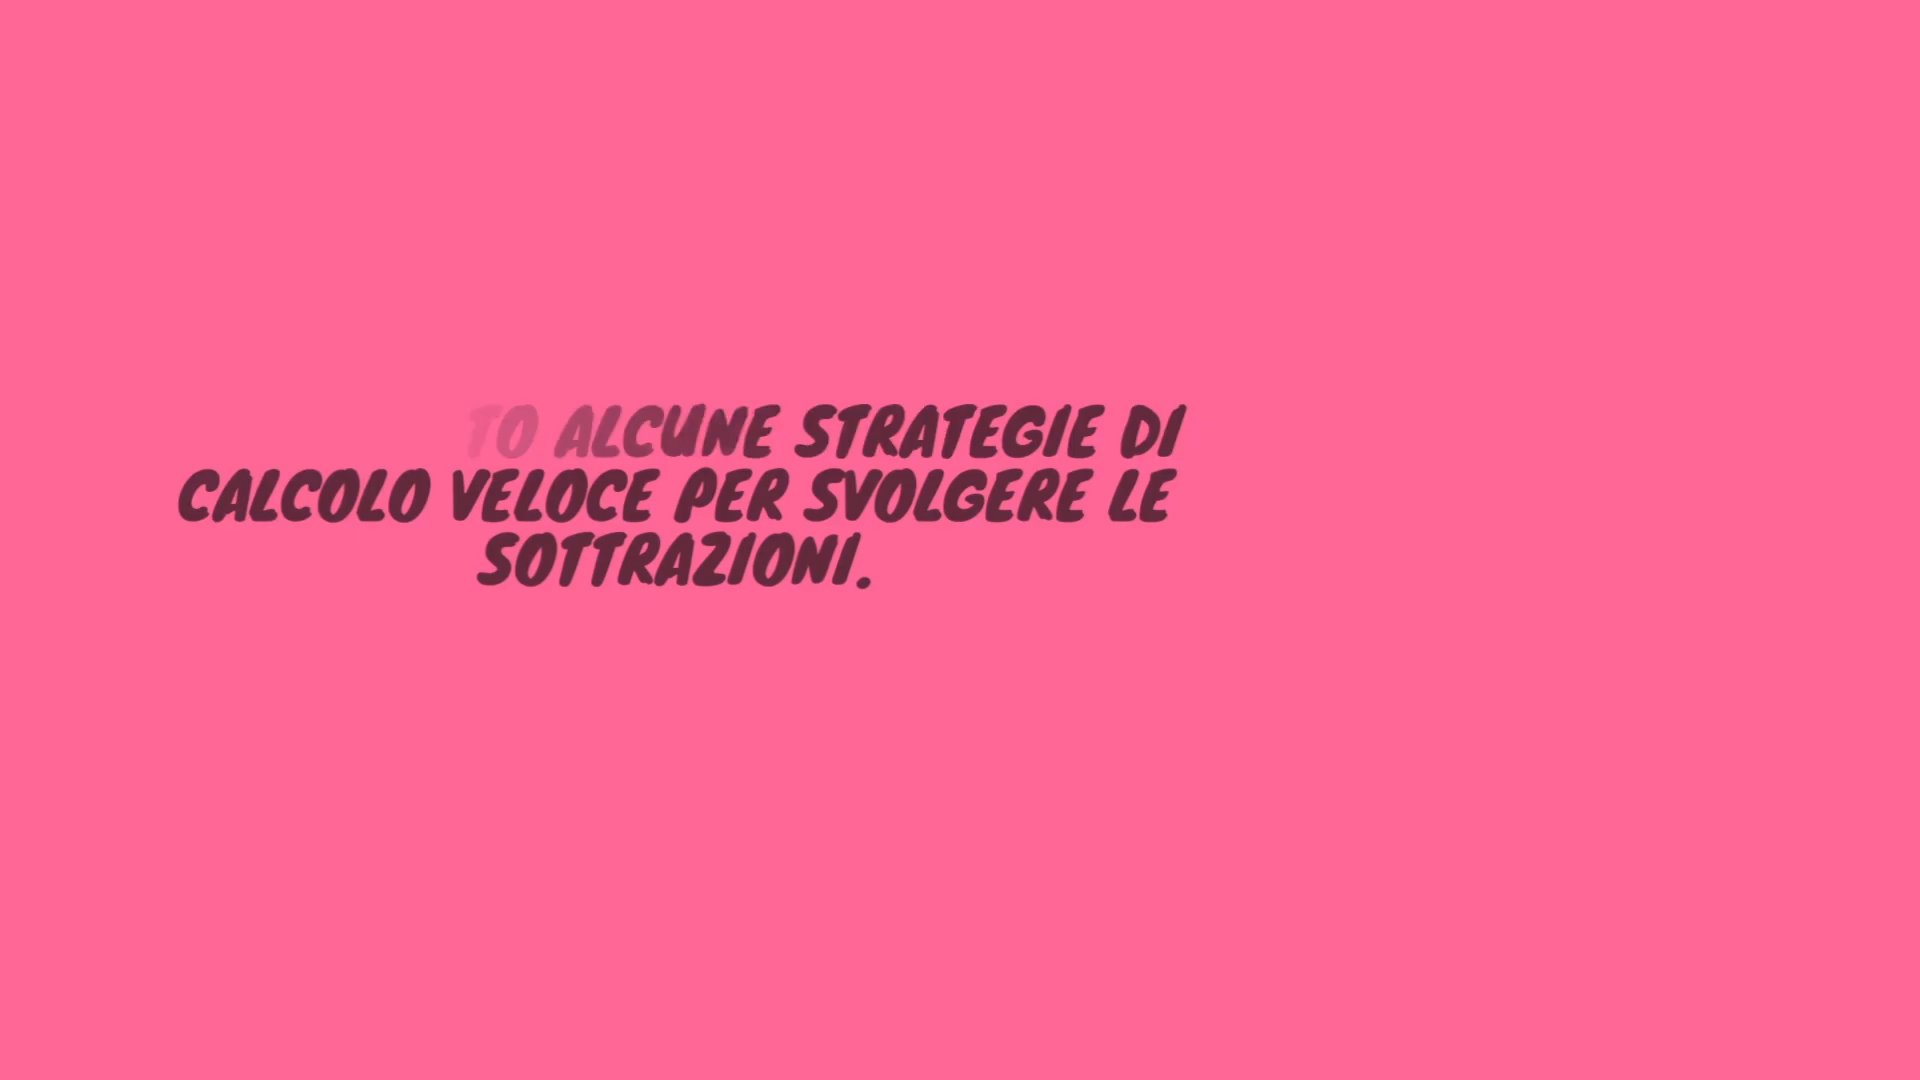 TO ALCUNE STRATEGIE DI
CALCOLO VELOCE PER SVOLGERE LE
SOTTRAZIONI.